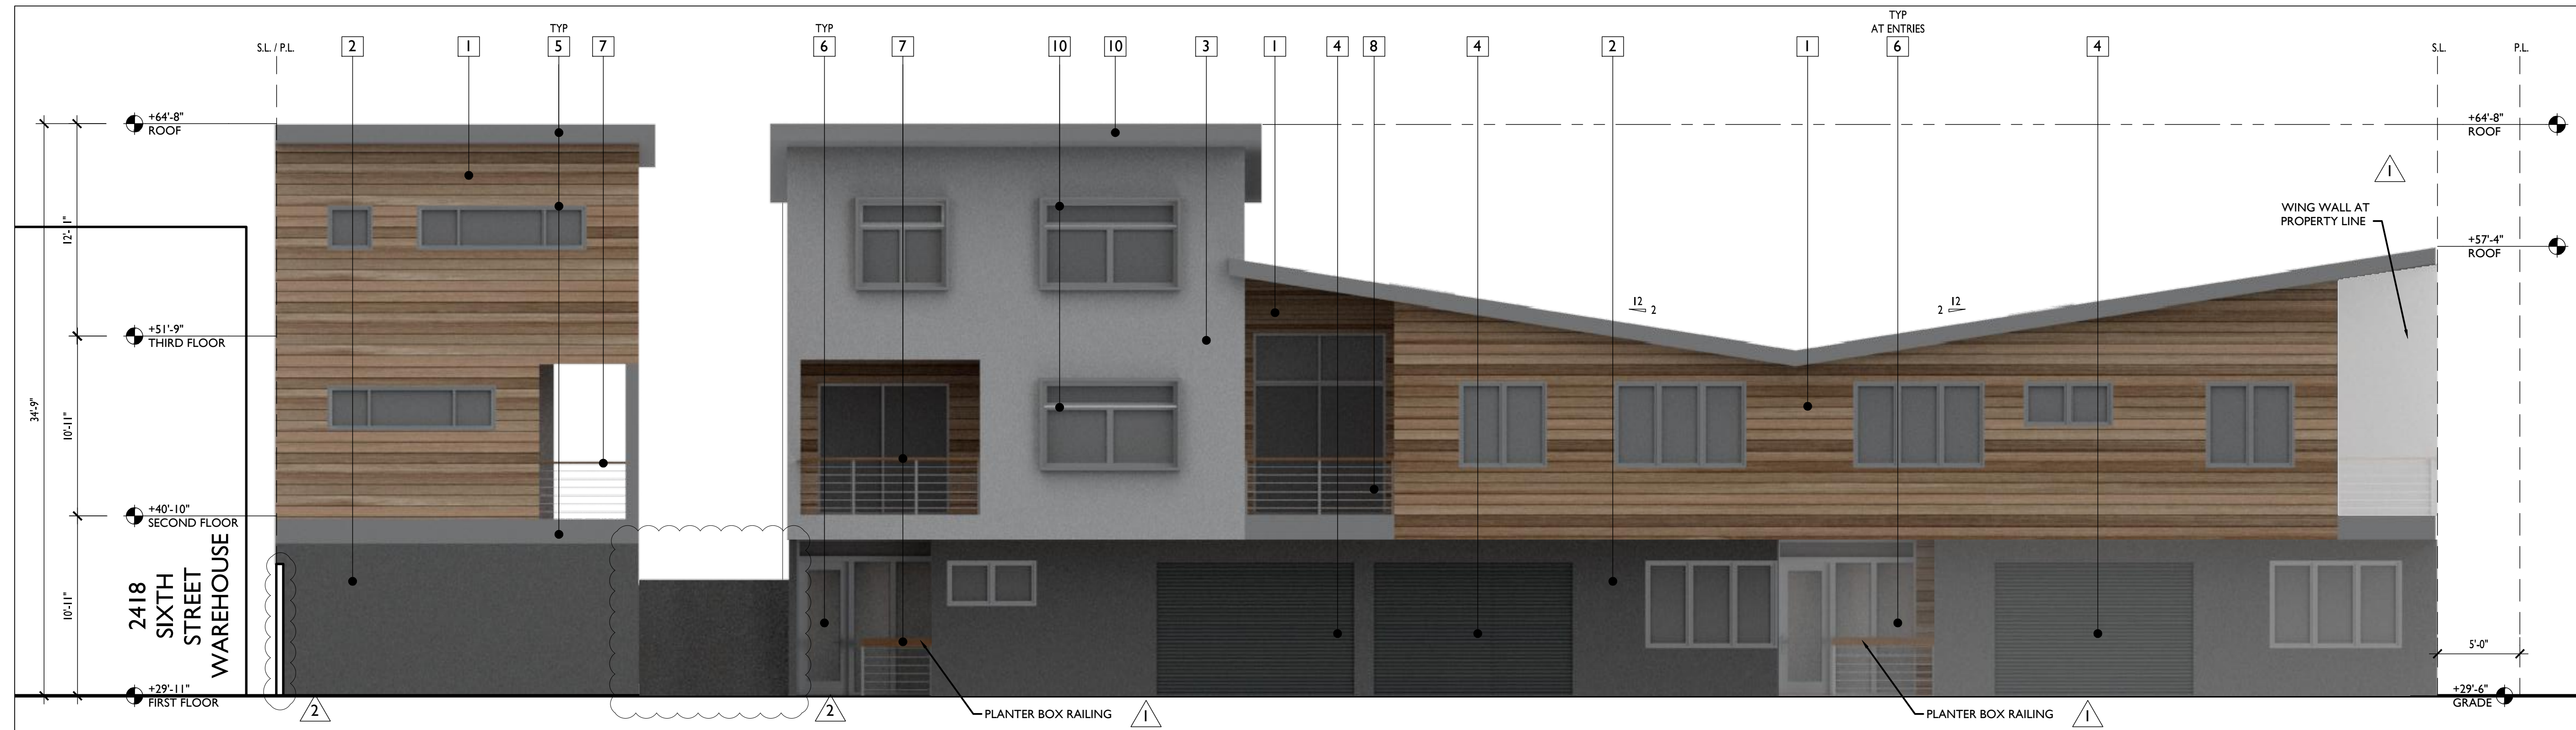 TYP
AT ENTRIES
TYP
TYP
S.L. / P.L.
2
1
5
7
6
7
10
10
3
1
4
8
4
2
1
6
4
S.L.
P.L.
+64'-8"
ROOF
+64'-8"
ROOF
1
WING WALL AT
PROPERTY LINE
12'-1"
+57'-4"
ROOF
12
2
12
2
+51'-9"
THIRD FLOOR
34'-9"
10'-11"
+40'-10"
SECOND FLOOR
2418
SIXTH
STREET
WAREHOUSE
10'-11"
5'-0"
+29'-11"
FIRST FLOOR
+29'-6"
GRADE
2
2
PLANTER BOX RAILING
1
PLANTER BOX RAILING
1